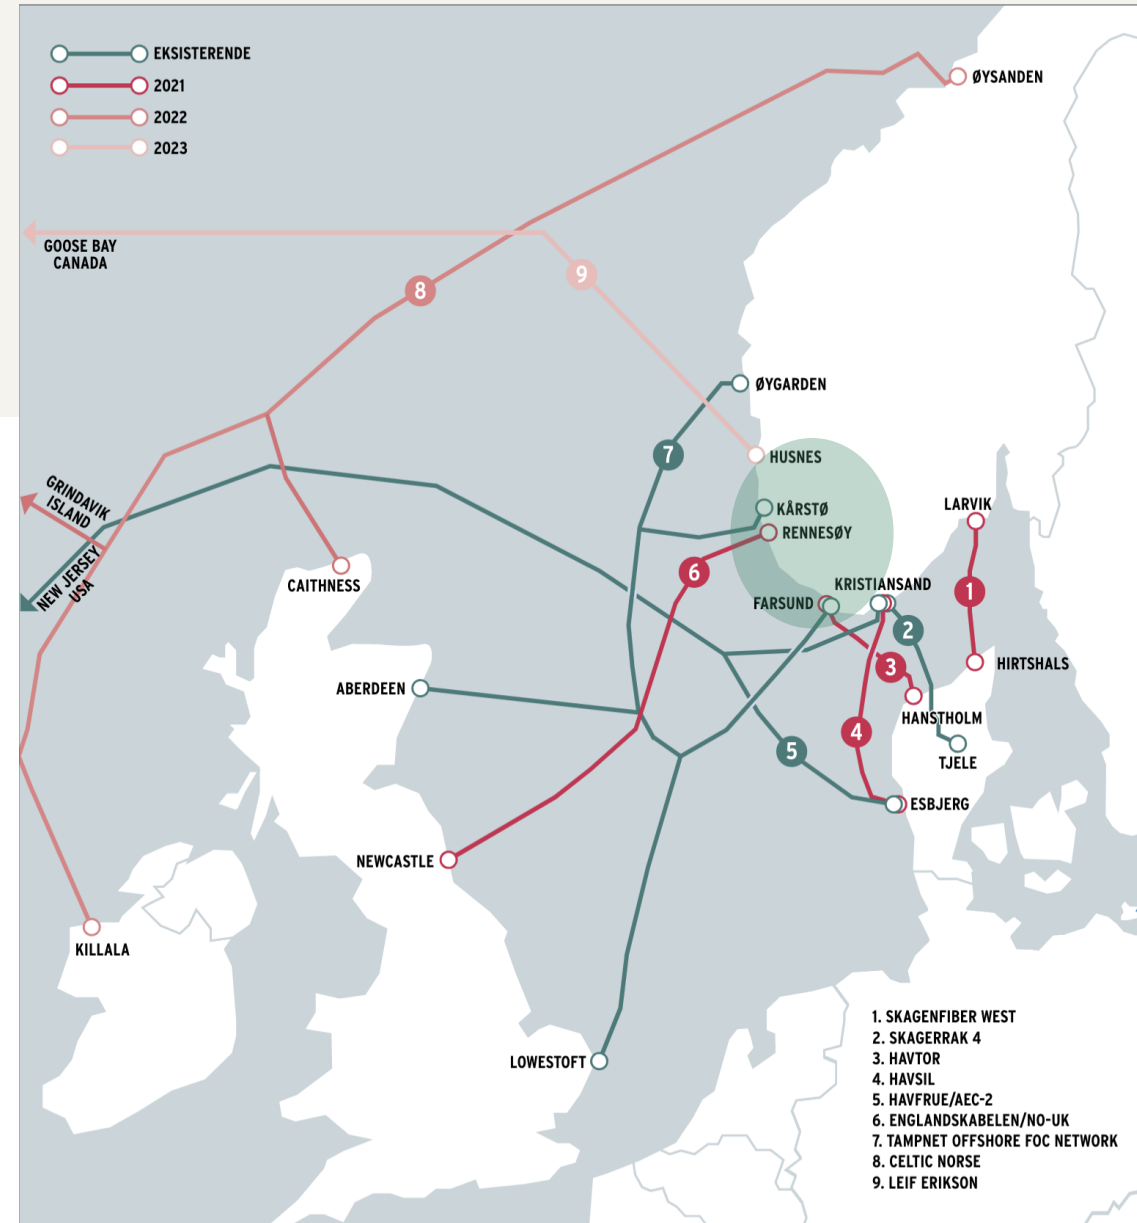 EKSISTERENDE
2021
2022
2023
ØYSANDEN
GOOSE BAY
CANADA
9
8
ØYGARDEN
7
HUSNES
GRINDAVIK
ISLAND
KÅRSTØ
LARVIK
RENNESØY
NEW JERSEY
USA
CAITHNESS
6
KRISTIANSAND
FARSUND
1
2
HIRTSHALS
3
ABERDEEN
HANSTHOLM
4
5
TJELE
ESBJERG
NEWCASTLE
KILLALA
LOWESTOFT
1. SKAGENFIBER WEST
2. SKAGERRAK 4
3. HAVTOR
4. HAVSIL
5. HAVFRUE/AEC-2
6. ENGLANDSKABELEN/NO-UK
7. TAMPNET OFFSHORE FOC NETWORK
8. CELTIC NORSE
9. LEIF ERIKSON